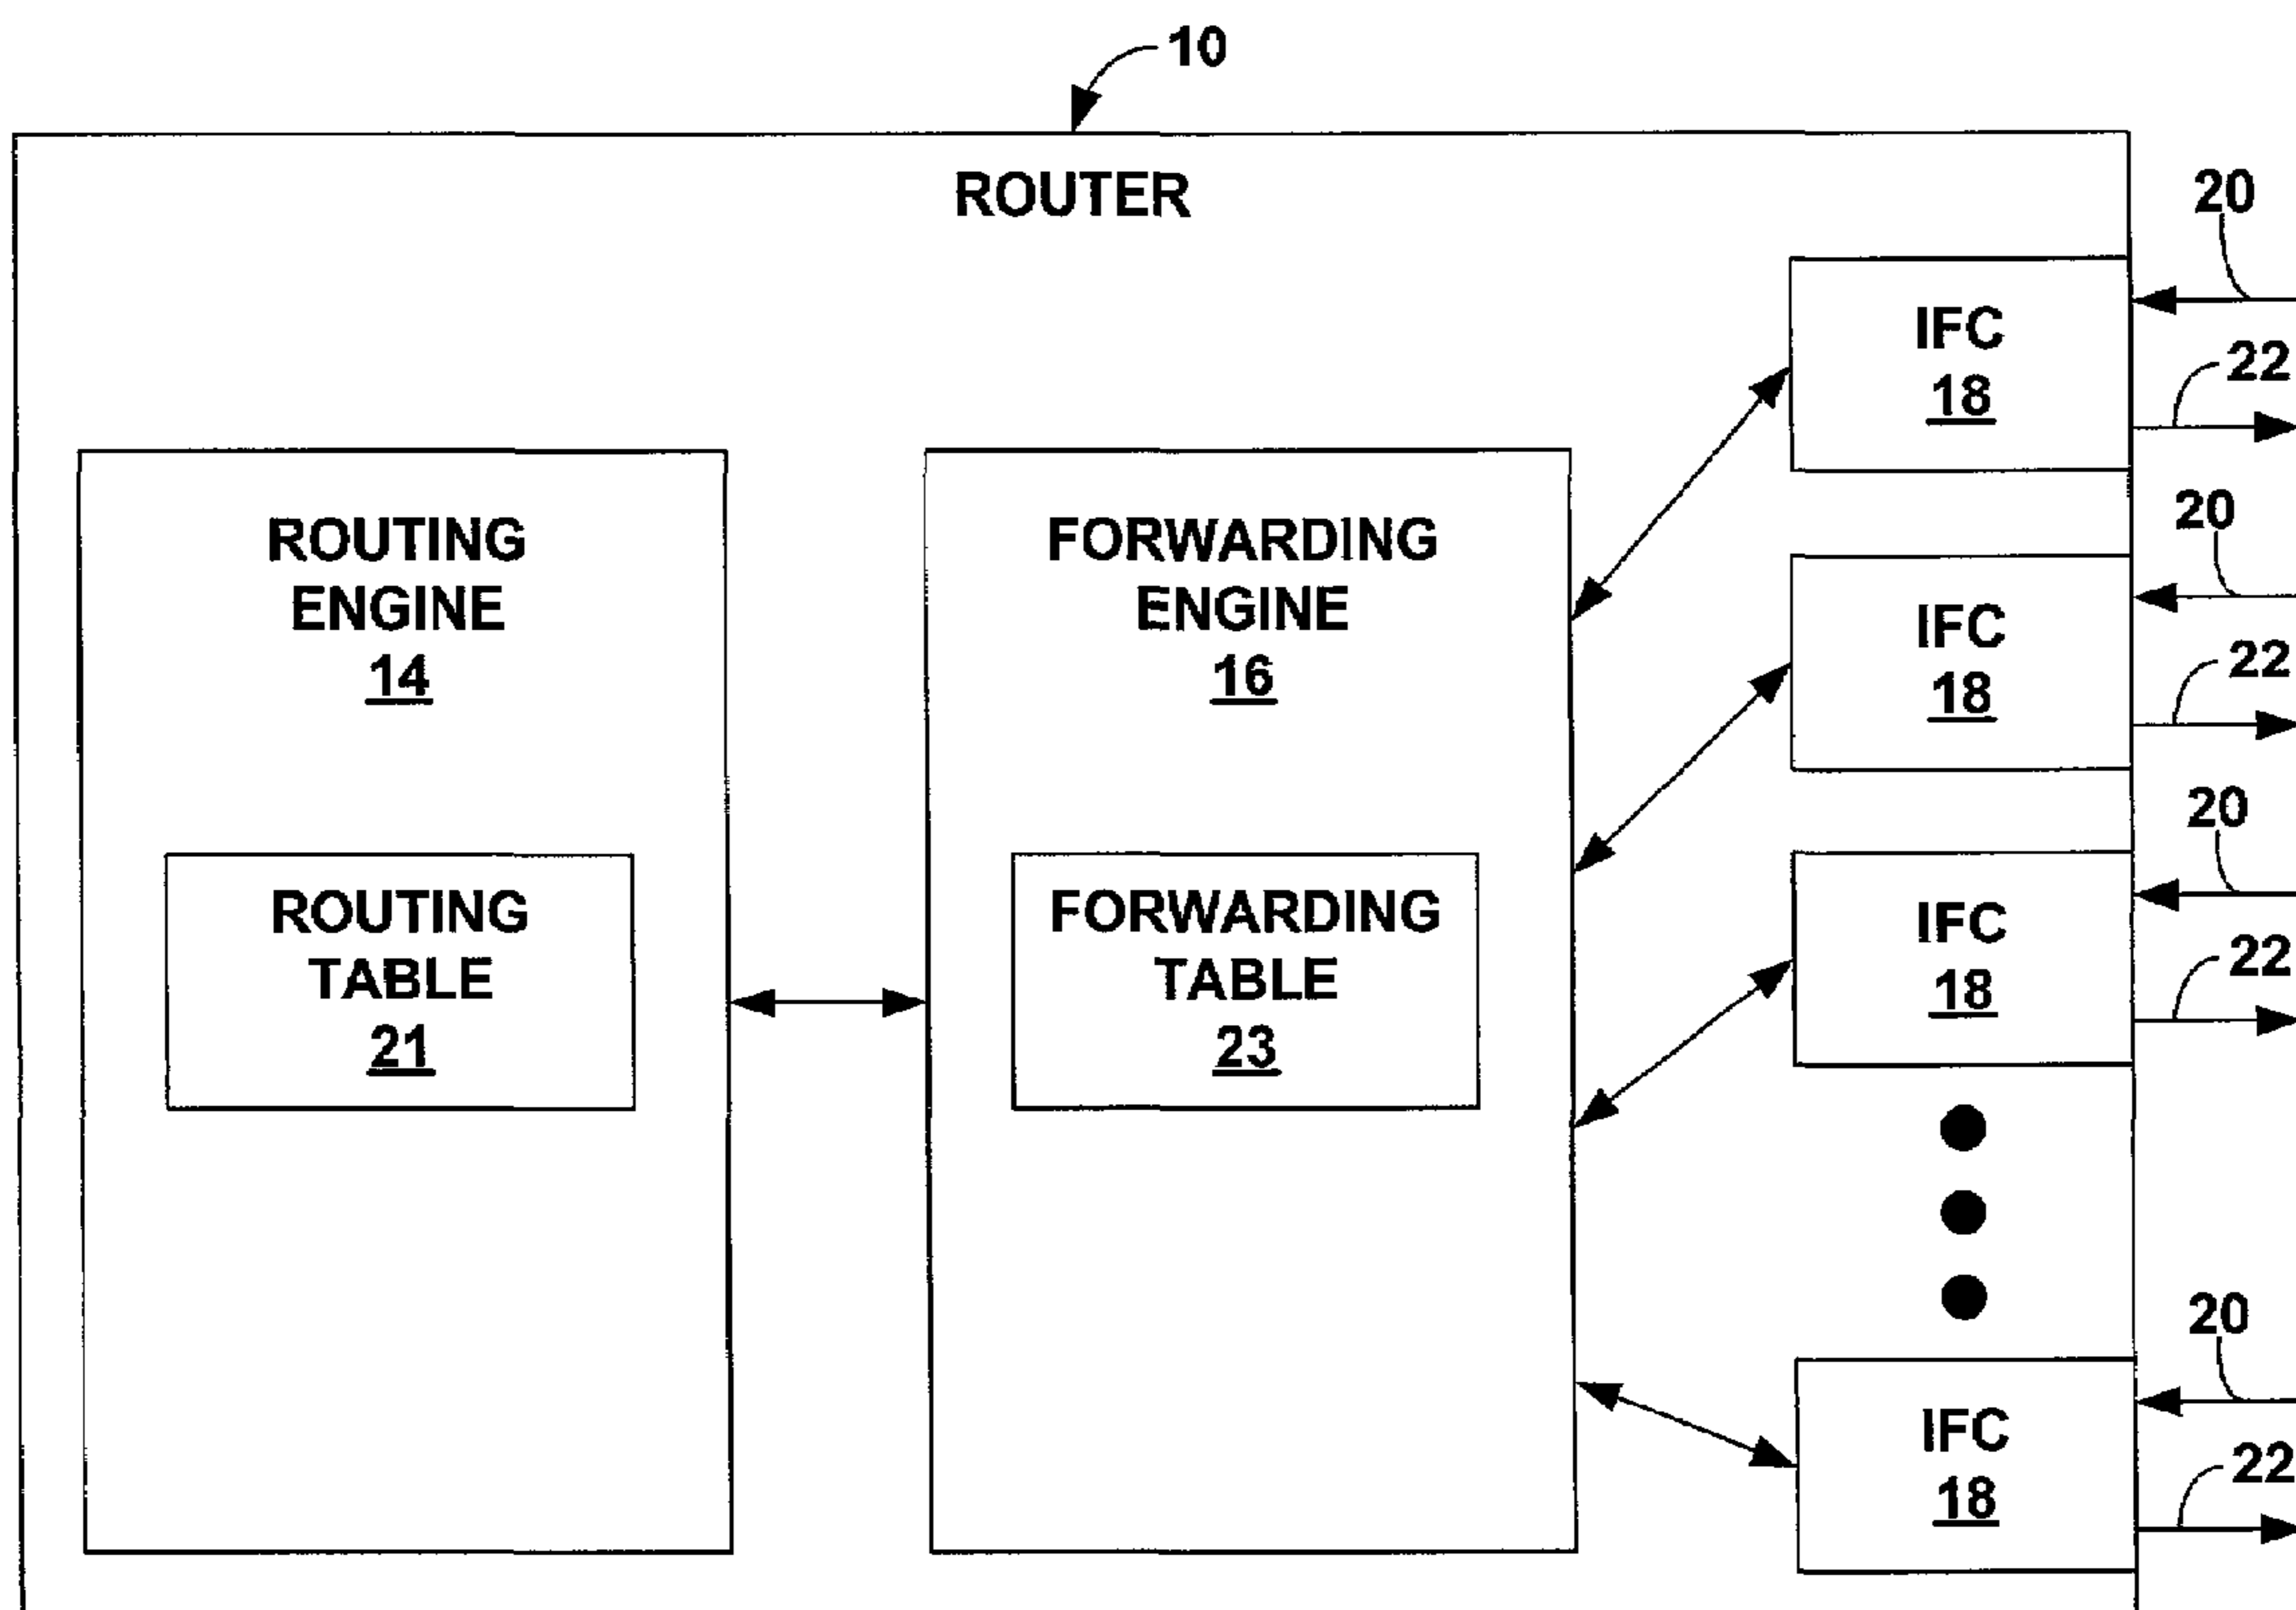 10
ROUTER
20
IFC
18
22
ROUTING
ENGINE
14
FORWARDING
ENGINE
16
20
IFC
18
22
ROUTING
TABLE
21
FORWARDING
TABLE
23
20
IFC
18
22
20
IFC
18
22